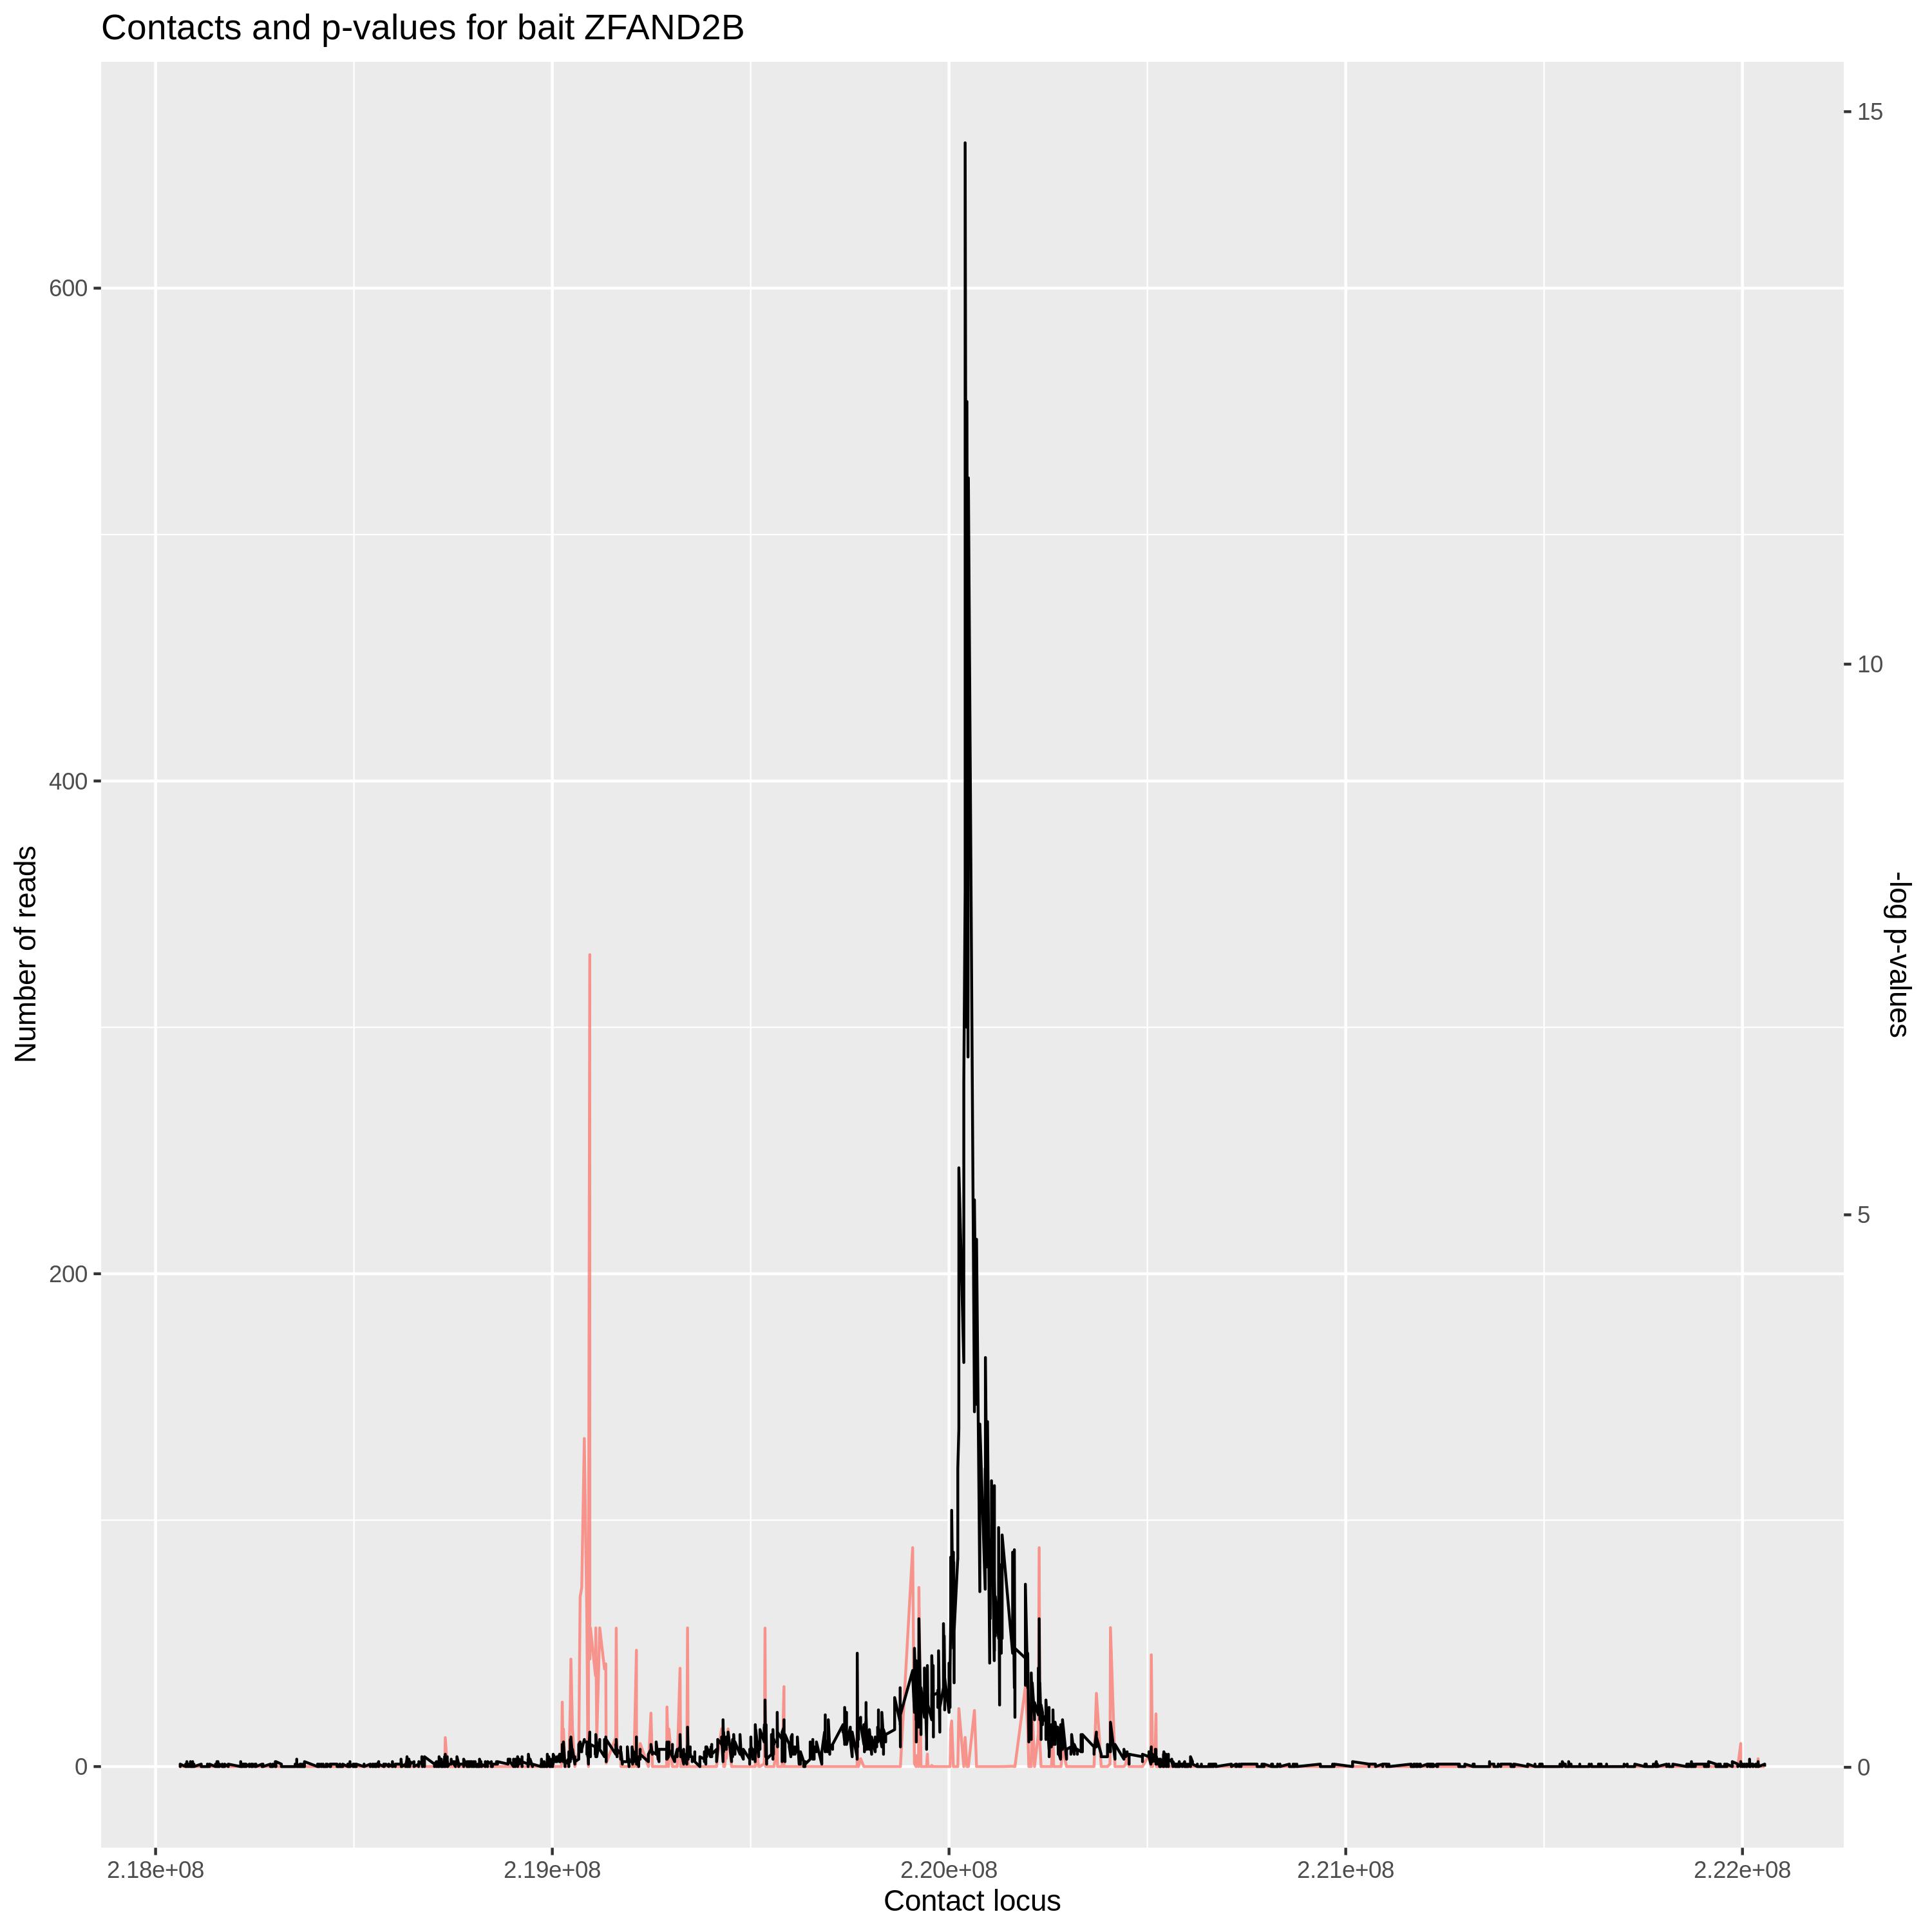 Contacts and p-values for bait ZFAND2B
15
600
10
400
Number of reads
-log p-values
5
200
0
0
2.18e+08
2.19e+08
2.20e+08
2.21e+08
2.22e+08
Contact locus